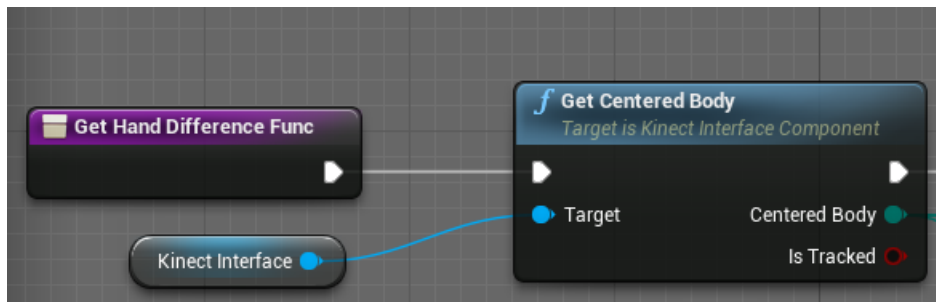 Get Hand Difference Func
f Get Centered Body
Target is Kinect Interface Component
Target
Centered Body
Kinect Interface
Is Tracked